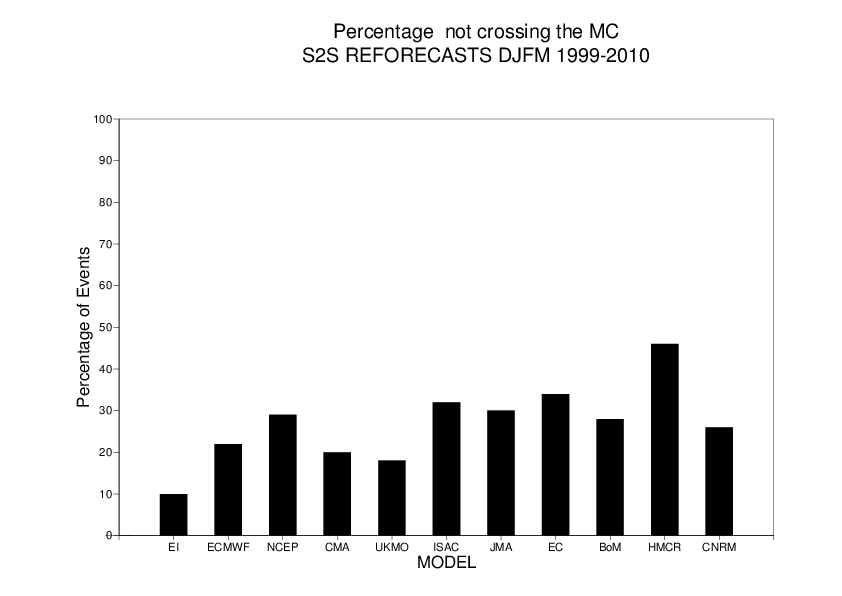 Percentage  not crossing the MC
S2S REFORECASTS DJFM 1999-2010
100
90
80
70
60
50
40
30
20
10
0
Percentage of Events
EI ECMWF NCEP CMA UKMO ISAC JMA EC BoM HMCR CNRM
MODEL